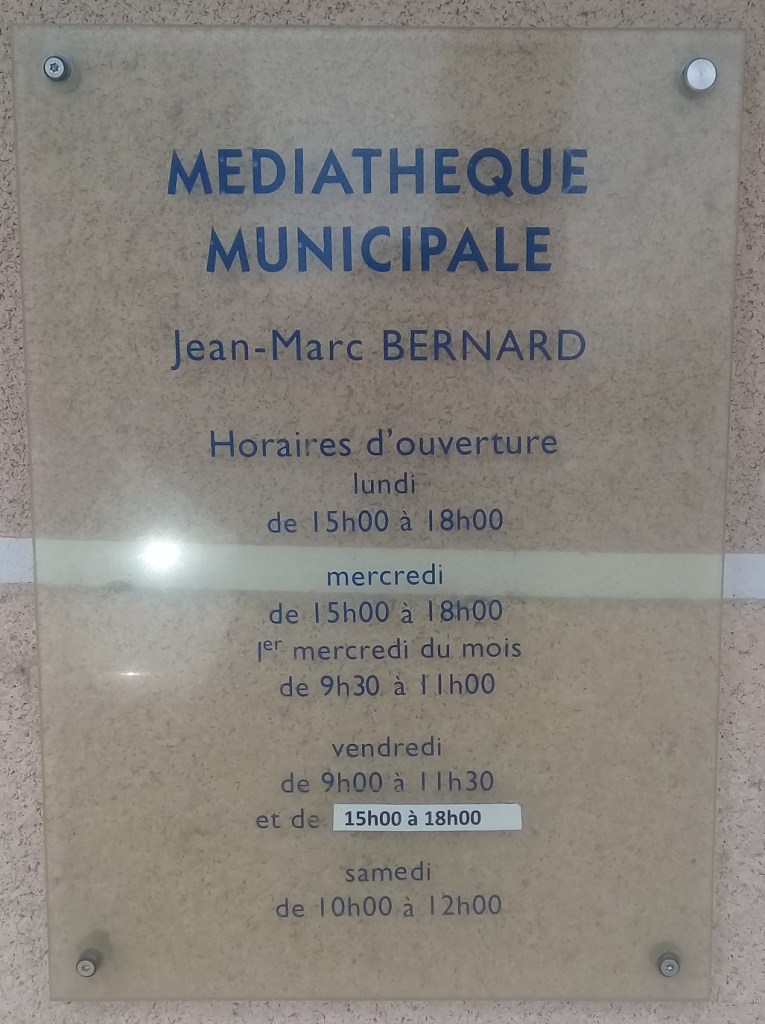 MEDIATHEQUE
MUNICIPALE
Jean-Marc BERNARD
Horaires d'ouverture
lundi
de 15h00 à 18h00
mercredi
de 15h00 à 18h00
1er mercredi du mois
de 9h30 à 11h00
vendredi
de 9h00 à 11h30
et de 15h00 à 18h00
samedi
de 10h00 à 12h00